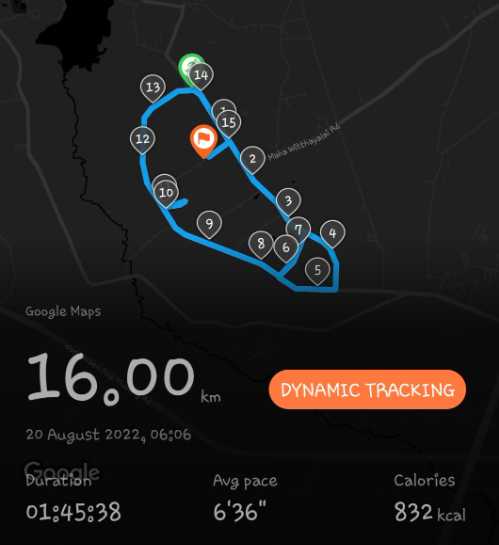 14
13
15
12
Maha Witthayalai Rd
2
10
3
9
7
4
8
6
5
Google Maps
16.00 km
DYNAMIC TRACKING
20 August 2022, 06:06
Google
Duration Avg pace Calories
01:45:38 6'36" 832 kcal